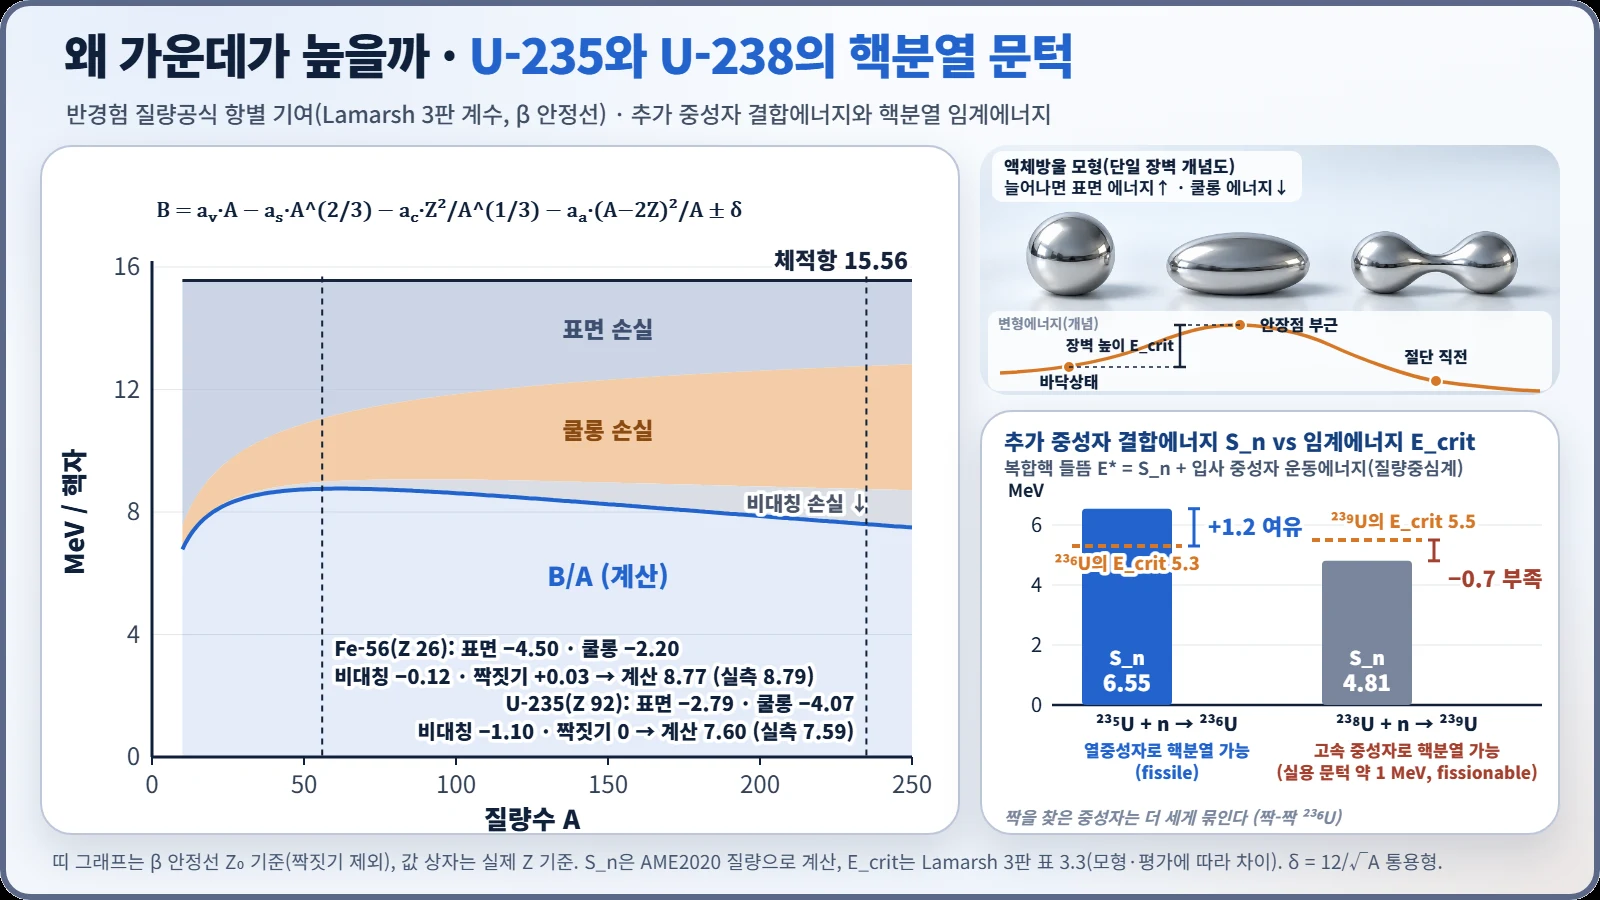 왜 가운데가 높을까 · U-235와 U-238의 핵분열 문턱
반경험 질량공식 항별 기여(Lamarsh 3판 계수, β 안정선) · 추가 중성자 결합에너지와 핵분열 임계에너지
B = aᵥ·A − aₛ·A^(2/3) − a꜀·Z²/A^(1/3) − aₐ·(A−2Z)²/A ± δ
체적항 15.56
16
12
8
4
0
MeV / 핵자
표면 손실
쿨롱 손실
비대칭 손실 ↓
B/A (계산)
Fe-56(Z 26): 표면 −4.50 · 쿨롱 −2.20
비대칭 −0.12 · 짝짓기 +0.03 → 계산 8.77 (실측 8.79)
U-235(Z 92): 표면 −2.79 · 쿨롱 −4.07
비대칭 −1.10 · 짝짓기 0 → 계산 7.60 (실측 7.59)
0 50 100 150 200 250
질량수 A
액체방울 모형(단일 장벽 개념도)
늘어나면 표면 에너지↑ · 쿨롱 에너지↓
변형에너지(개념)
안장점 부근
장벽 높이 E_crit
절단 직전
바닥상태
추가 중성자 결합에너지 S_n vs 임계에너지 E_crit
복합핵 들뜸 E* = S_n + 입사 중성자 운동에너지(질량중심계)
MeV
6
4
2
0
+1.2 여유
²³⁶U의 E_crit 5.3
²³⁹U의 E_crit 5.5
−0.7 부족
S_n
6.55
S_n
4.81
²³⁵U + n → ²³⁶U
열중성자로 핵분열 가능
(fissile)
²³⁸U + n → ²³⁹U
고속 중성자로 핵분열 가능
(실용 문턱 약 1 MeV, fissionable)
짝을 찾은 중성자는 더 세게 묶인다 (짝-짝 ²³⁶U)
띠 그래프는 β 안정선 Z₀ 기준(짝짓기 제외), 값 상자는 실제 Z 기준. S_n은 AME2020 질량으로 계산, E_crit는 Lamarsh 3판 표 3.3(모형·평가에 따라 차이). δ = 12/√A 통용형.